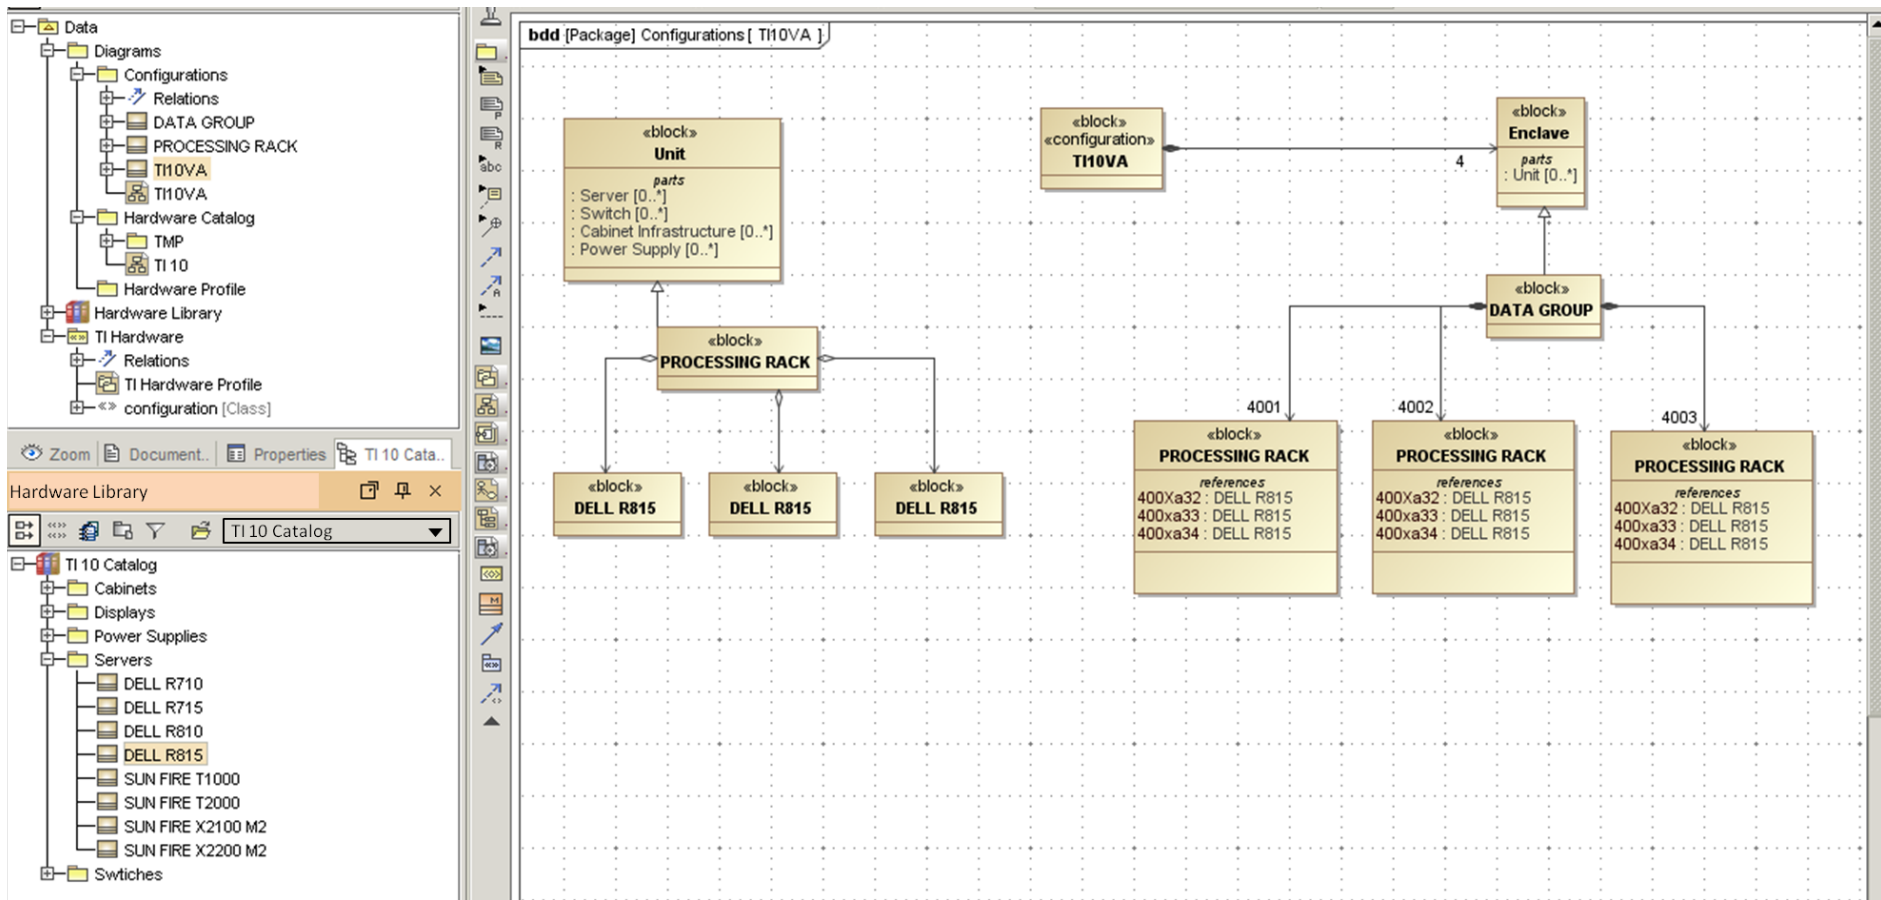 Data
Diagrams
Configurations
Relations
DATA GROUP
PROCESSING RACK
TI10VA
TI10VA
Hardware Catalog
TMP
TI 10
Hardware Profile
Hardware Library
TI Hardware
Relations
TI Hardware Profile
configuration [Class]
Zoom
Document..
Properties
TI 10 Cata..
Hardware Library
TI 10 Catalog
TI 10 Catalog
Cabinets
Displays
Power Supplies
Servers
DELL R710
DELL R715
DELL R810
DELL R815
SUN FIRE T1000
SUN FIRE T2000
SUN FIRE X2100 M2
SUN FIRE X2200 M2
Swtiches
P
R
abc
A
M
bdd [Package] Configurations [ TI10VA ]
«block»
Unit
parts
: Server [0..*]
: Switch [0..*]
: Cabinet Infrastructure [0..*]
: Power Supply [0..*]
«block»
PROCESSING RACK
«block»
DELL R815
«block»
DELL R815
«block»
DELL R815
«block»
«configuration»
TI10VA
4
«block»
Enclave
parts
: Unit [0..*]
«block»
DATA GROUP
4001
«block»
PROCESSING RACK
references
400Xa32 : DELL R815
400xa33 : DELL R815
400xa34 : DELL R815
4002
«block»
PROCESSING RACK
references
400Xa32 : DELL R815
400xa33 : DELL R815
400xa34 : DELL R815
4003
«block»
PROCESSING RACK
references
400Xa32 : DELL R815
400xa33 : DELL R815
400xa34 : DELL R815